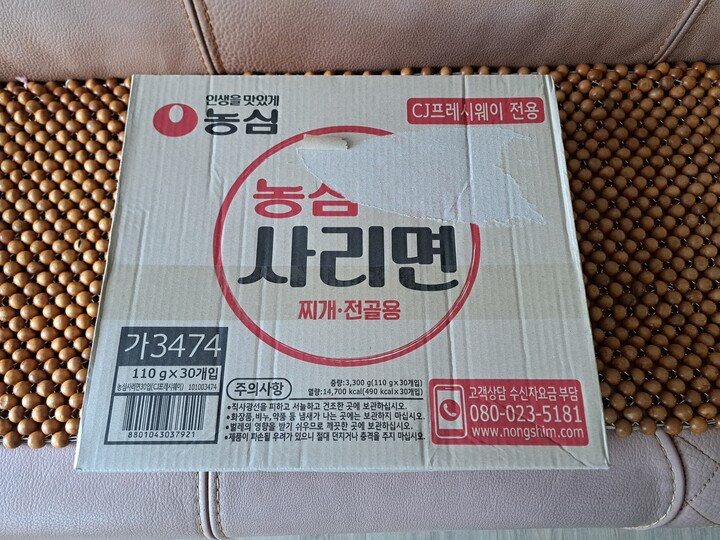 인생을 맛있게
농심
CJ프레시웨이 전용
농심
사리면
찌개·전골용
가3474
110 g×30개입
농심사리면30입(CJ프레시웨이) 101003474
8801043037921
주의사항
중량:3,300 g(110 g×30개입)
열량:14,700 kcal(490 kcal×30개입)
•직사광선을 피하고 서늘하고 건조한 곳에 보관하십시오.
•화장품, 비누, 약품 등 냄새가 나는 곳에는 보관하지 마십시오.
•벌레의 영향을 받기 쉬우므로 깨끗한 곳에 보관하십시오.
•제품이 파손될 우려가 있으니 절대 던지거나 충격을 주지 마십시오.
고객상담 수신자요금 부담
080-023-5181
www.nongshim.com